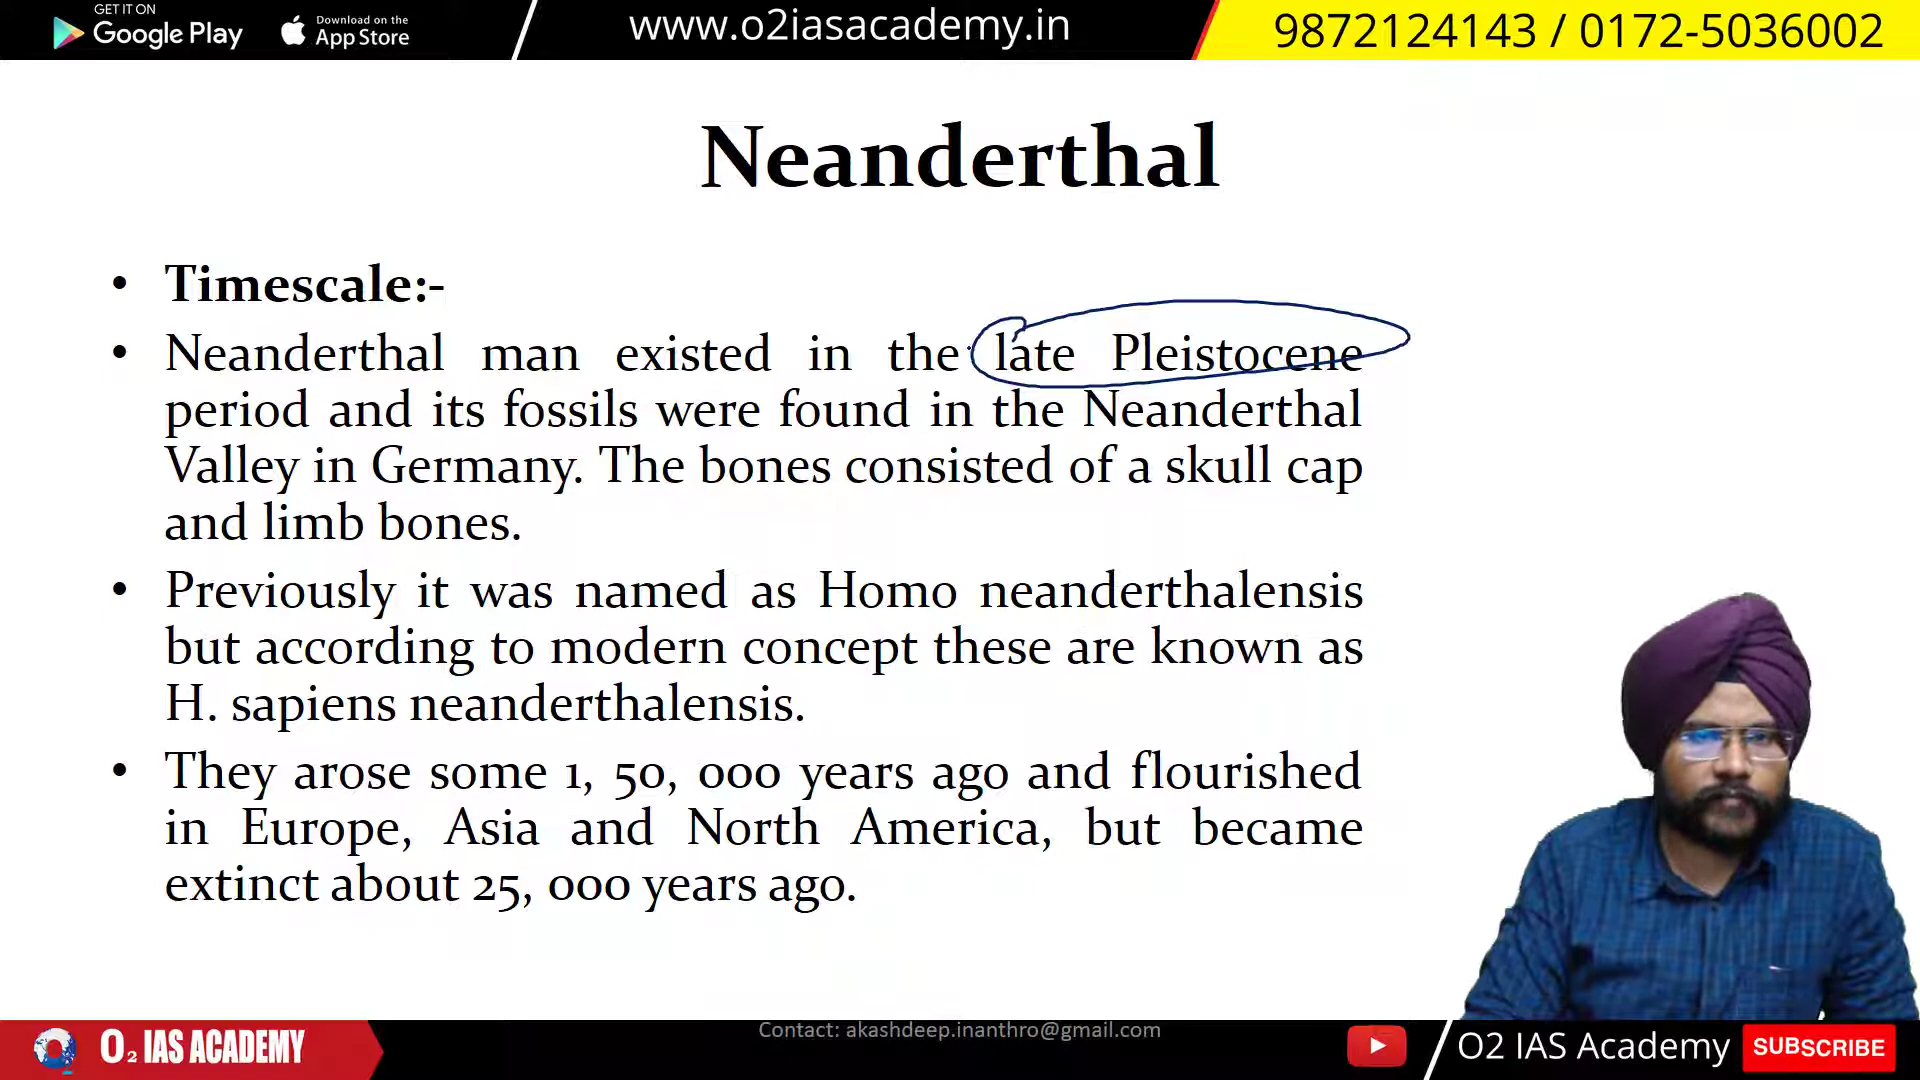 GET IT ON
Google Play
Download on the
App Store
www.o2iasacademy.in
9872124143 / 0172-5036002
Neanderthal
• Timescale:-
• Neanderthal man existed in the late Pleistocene
period and its fossils were found in the Neanderthal
Valley in Germany. The bones consisted of a skull cap
and limb bones.
• Previously it was named as Homo neanderthalensis
but according to modern concept these are known as
H. sapiens neanderthalensis.
• They arose some 1, 50, 000 years ago and flourished
in Europe, Asia and North America, but became
extinct about 25, 000 years ago.
O2 IAS ACADEMY
Contact: akashdeep.inanthro@gmail.com
O2 IAS Academy
SUBSCRIBE